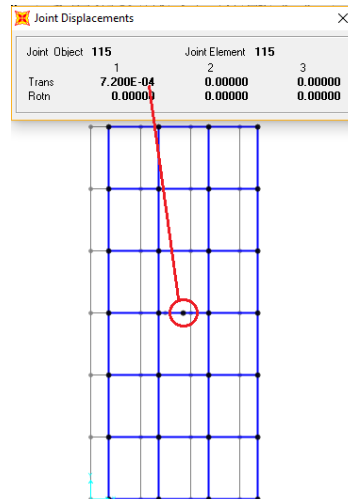 Joint Displacements
Joint Object 115 Joint Element 115
1 2 3
Trans 7.200E-04 0.00000 0.00000
Rotn 0.00000 0.00000 0.00000